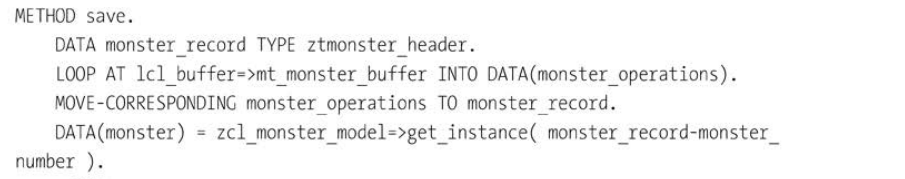 METHOD save.
DATA monster_record TYPE ztmonster_header.
LOOP AT lcl_buffer=>mt_monster_buffer INTO DATA(monster_operations).
MOVE-CORRESPONDING monster_operations TO monster_record.
DATA(monster) = zcl_monster_model=>get_instance( monster_record-monster_
number ).